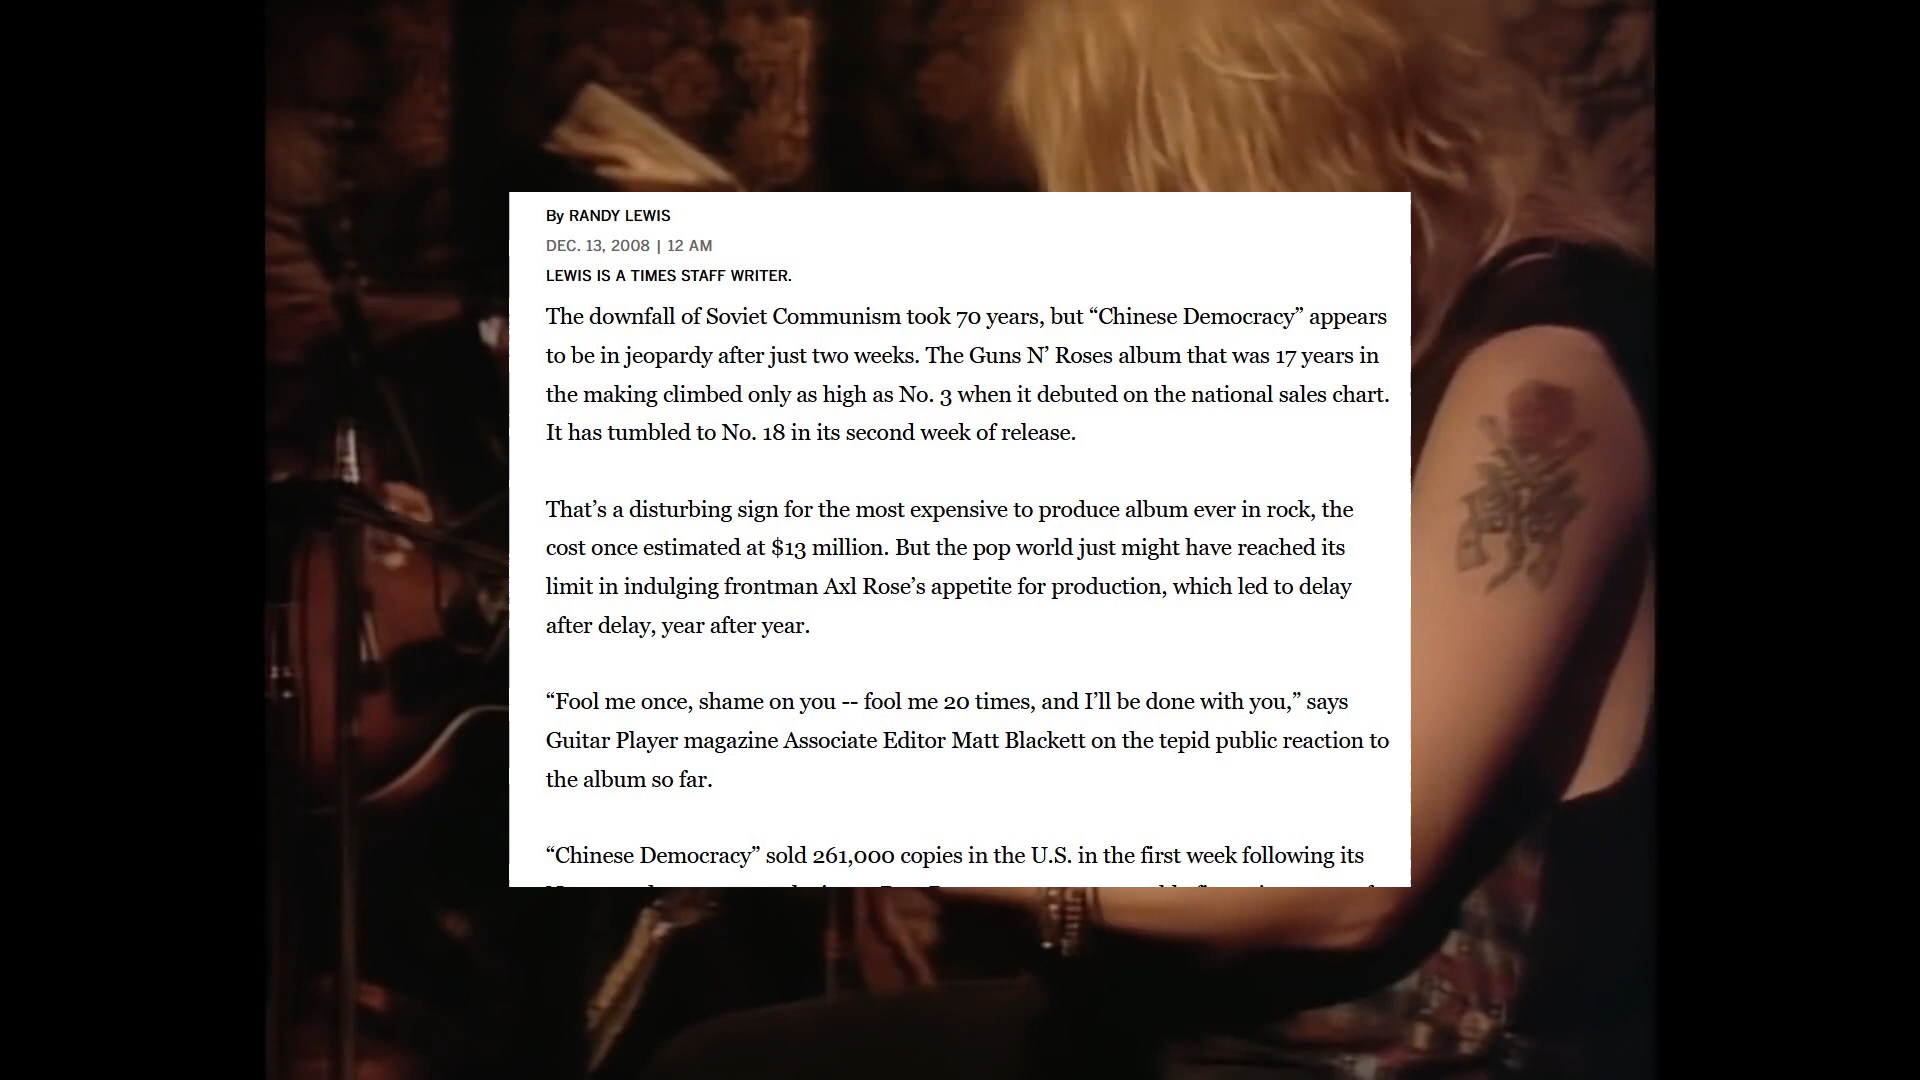 By RANDY LEWIS
DEC. 13, 2008 | 12 AM
LEWIS IS A TIMES STAFF WRITER.
The downfall of Soviet Communism took 70 years, but “Chinese Democracy” appears
to be in jeopardy after just two weeks. The Guns N’ Roses album that was 17 years in
the making climbed only as high as No. 3 when it debuted on the national sales chart.
It has tumbled to No. 18 in its second week of release.
That’s a disturbing sign for the most expensive to produce album ever in rock, the
cost once estimated at $13 million. But the pop world just might have reached its
limit in indulging frontman Axl Rose’s appetite for production, which led to delay
after delay, year after year.
“Fool me once, shame on you -- fool me 20 times, and I’ll be done with you,” says
Guitar Player magazine Associate Editor Matt Blackett on the tepid public reaction to
the album so far.
“Chinese Democracy” sold 261,000 copies in the U.S. in the first week following its